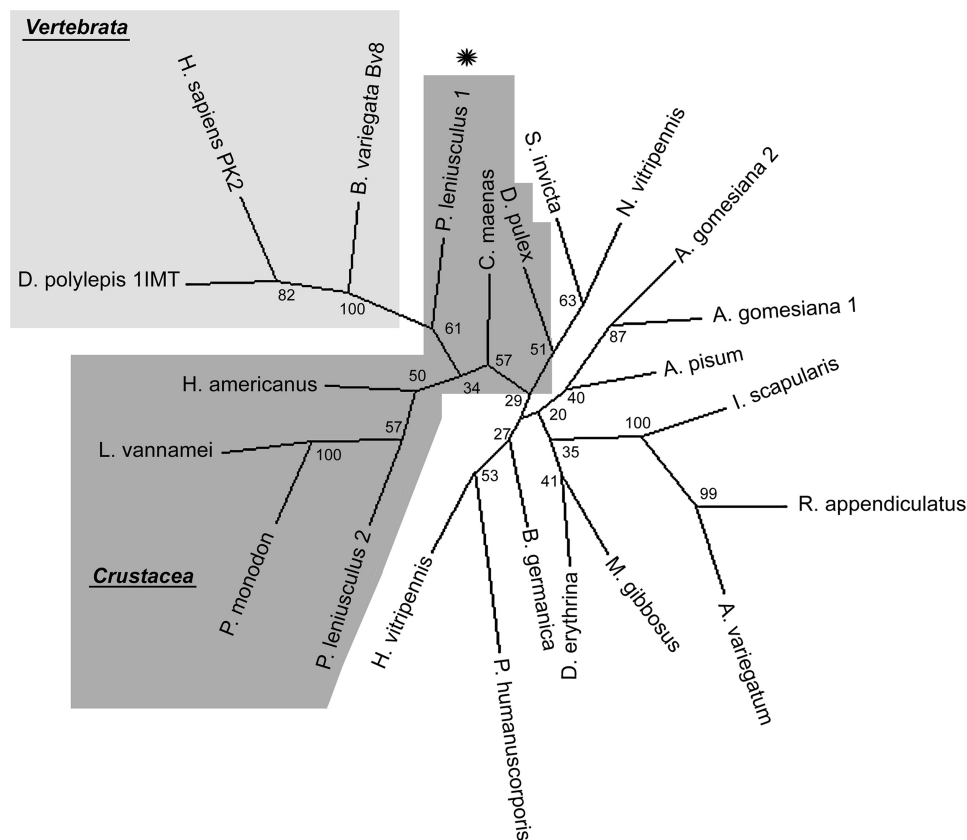 Vertebrata
H. sapiens PK2
B. variegata Bv8
D. polylepis 1IMT
82
100
P. leniusculus 1
C. maenas
D. pulex
61
57
51
34
29
S. invicta
N. vitripennis
63
A. gomesiana 2
A. gomesiana 1
87
A. pisum
40
20
I. scapularis
100
35
99
R. appendiculatus
A. variegatum
41
M. gibbosus
D. erythrina
B. germanica
27
53
P. humanuscorporis
H. vitripennis
H. americanus
50
L. vannamei
57
100
P. monodon
P. leniusculus 2
Crustacea